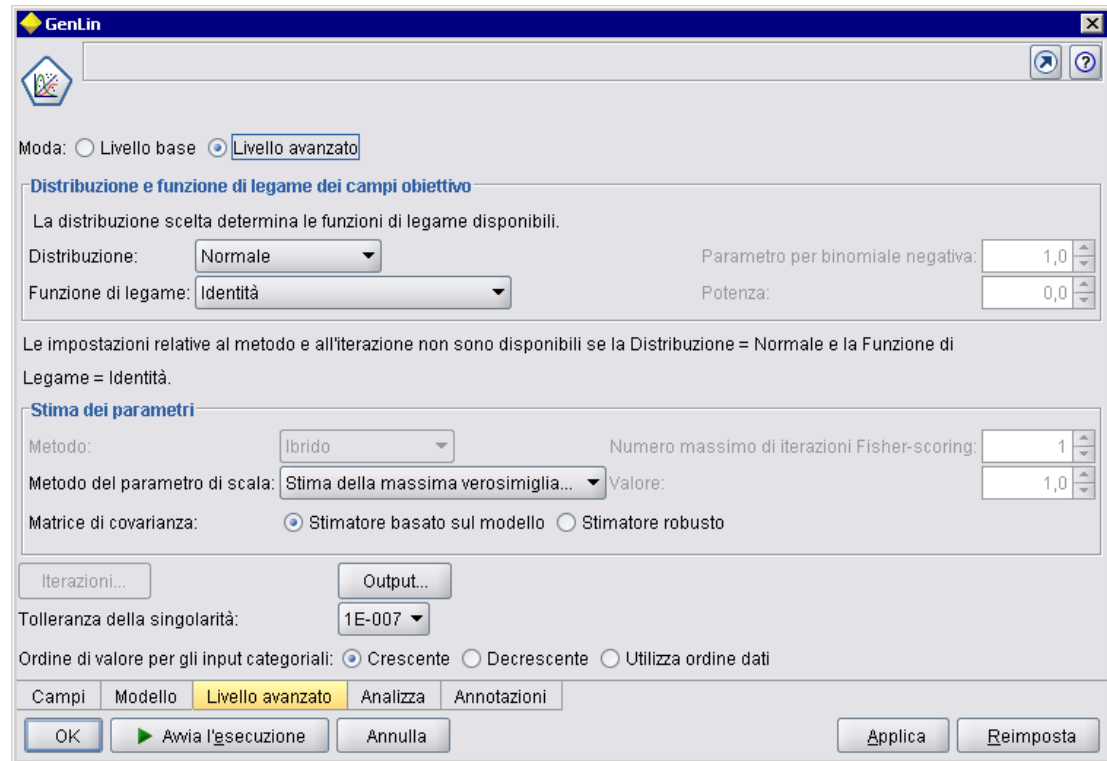 GenLin
Moda: Livello base Livello avanzato
Distribuzione e funzione di legame dei campi obiettivo
La distribuzione scelta determina le funzioni di legame disponibili.
Distribuzione: Normale Parametro per binomiale negativa: 1,0
Funzione di legame: Identità Potenza: 0,0
Le impostazioni relative al metodo e all'iterazione non sono disponibili se la Distribuzione = Normale e la Funzione di
Legame = Identità.
Stima dei parametri
Metodo: Ibrido Numero massimo di iterazioni Fisher-scoring: 1
Metodo del parametro di scala: Stima della massima verosimiglia... Valore: 1,0
Matrice di covarianza: Stimatore basato sul modello Stimatore robusto
Iterazioni... Output...
Tolleranza della singolarità: 1E-007
Ordine di valore per gli input categoriali: Crescente Decrescente Utilizza ordine dati
Campi Modello Livello avanzato Analizza Annotazioni
OK Avvia l'esecuzione Annulla Applica Reimposta